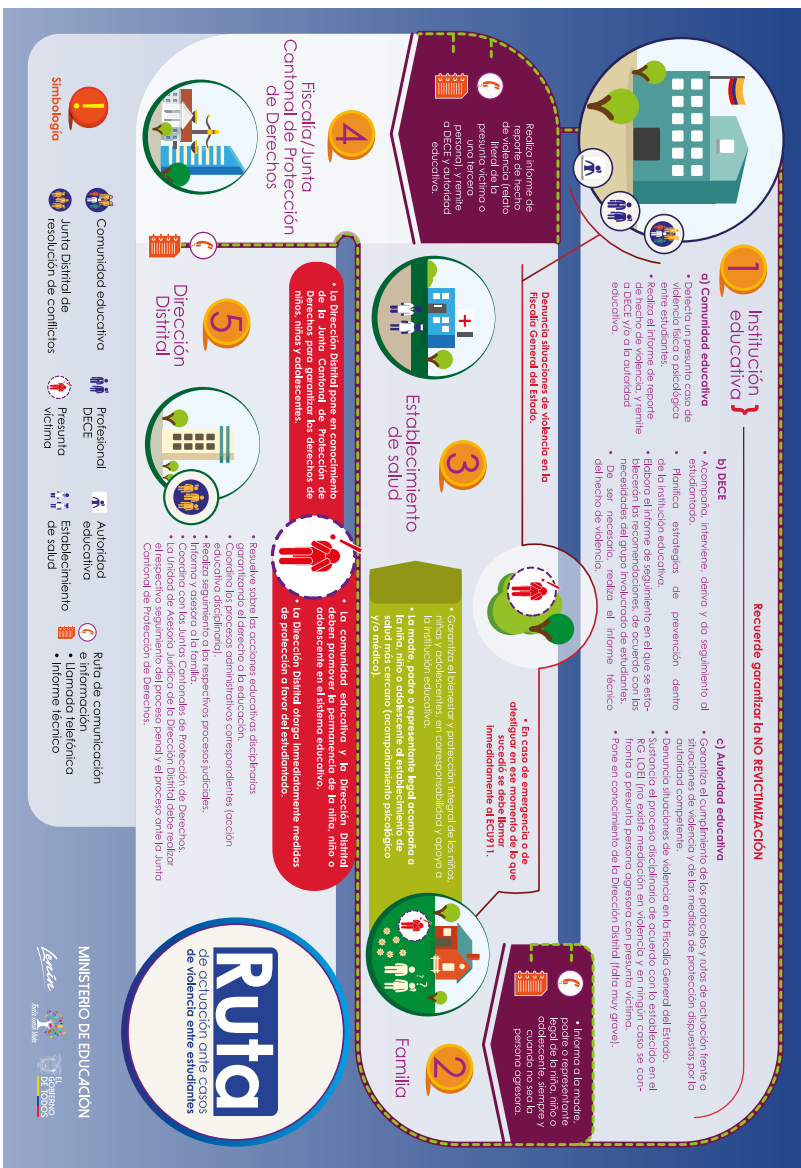 Recuerde garantizar la NO REVICTIMIZACIÓN
1
Institución
educativa }
a) Comunidad educativa
• Detecta un presunto caso de
violencia física o psicológica
entre estudiantes.
• Realiza el informe de reporte
de hecho de violencia, y remite
a DECE y/o a la autoridad
educativa.
b) DECE
• Acompaña, interviene, deriva y da seguimiento al
estudiantado.
• Planifica estrategias de prevención dentro
de la institución educativa.
• Elabora el informe de seguimiento en el que se esta-
blecerán las recomendaciones, de acuerdo con las
necesidades del grupo involucrado de estudiantes.
• De ser necesario, realiza el informe técnico
del hecho de violencia.
c) Autoridad educativa
• Garantiza el cumplimiento de los protocolos y rutas de actuación frente a
situaciones de violencia y de las medidas de protección dispuestas por la
autoridad competente.
• Denuncia situaciones de violencia en la Fiscalía General del Estado.
• Sustancia el proceso disciplinario de acuerdo con lo establecido en el
RG LOEI (no existe mediación en violencia y en ningún caso se con-
fronta a presunta persona agresora con presunta víctima.
• Pone en conocimiento de la Dirección Distrital (falta muy grave).
Realiza informe de
reporte de hecho
de violencia (relato
literal de la
presunta víctima o
una tercera
persona), y remite
a DECE y autoridad
educativa.
Denuncia situaciones de violencia en la
Fiscalía General del Estado.
• En caso de emergencia o de
atestiguar en ese momento de lo que
sucedió se debe llamar
inmediatamente al ECU911.
• Informa a la madre,
padre o representante
legal de la niña, niño o
adolescente, siempre y
cuando no sea la
persona agresora.
2
Familia
• Garantiza el bienestar y protección integral de los niños,
niñas y adolescentes, en corresponsabilidad y apoyo a
la institución educativa.
• La madre, padre o representante legal acompaña a
la niña, niño o adolescente al establecimiento de
salud más cercano (acompañamiento psicológico
y/o médico).
3
Establecimiento
de salud
4
Fiscalía/Junta
Cantonal de Protección
de Derechos
• La Dirección Distrital pone en conocimiento
de la Junta Cantonal de Protección de
Derechos para garantizar los derechos de
niños, niñas y adolescentes.
• La comunidad educativa y la Dirección Distrital
deben promover la permanencia de la niña, niño o
adolescente en el sistema educativo.
• La Dirección Distrital otorga inmediatamente medidas
de protección a favor del estudiantado.
5
Dirección
Distrital
• Resuelve sobre las acciones educativas disciplinarias
garantizando el derecho a la educación.
• Coordina los procesos administrativos correspondientes (acción
educativa disciplinaria).
• Realiza seguimiento a los respectivos procesos judiciales.
• Informa y asesora a la familia.
• Coordina con las Juntas Cantonales de Protección de Derechos.
• La Unidad de Asesoría Jurídica de la Dirección Distrital debe realizar
el respectivo seguimiento del proceso penal y el proceso ante la Junta
Cantonal de Protección de Derechos.
Ruta
de actuación ante casos
de violencia entre estudiantes
Simbología
Comunidad educativa
Junta Distrital de
resolución de conflictos
Profesional
DECE
Presunta
víctima
Autoridad
educativa
Establecimiento
de salud
Ruta de comunicación
e información
• Llamada telefónica
• Informe técnico
MINISTERIO DE EDUCACIÓN
Lenín
Toda una Vida
EL
GOBIERNO
DE TODOS